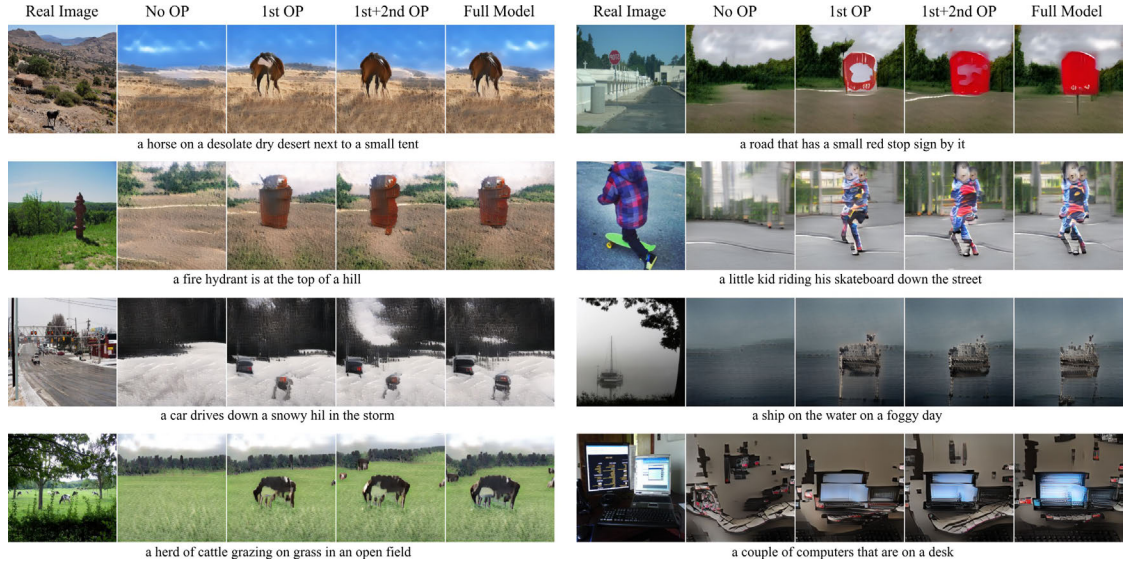 Real Image No OP 1st OP 1st+2nd OP Full Model
a horse on a desolate dry desert next to a small tent
a fire hydrant is at the top of a hill
a car drives down a snowy hil in the storm
a herd of cattle grazing on grass in an open field
Real Image No OP 1st OP 1st+2nd OP Full Model
a road that has a small red stop sign by it
a little kid riding his skateboard down the street
a ship on the water on a foggy day
a couple of computers that are on a desk